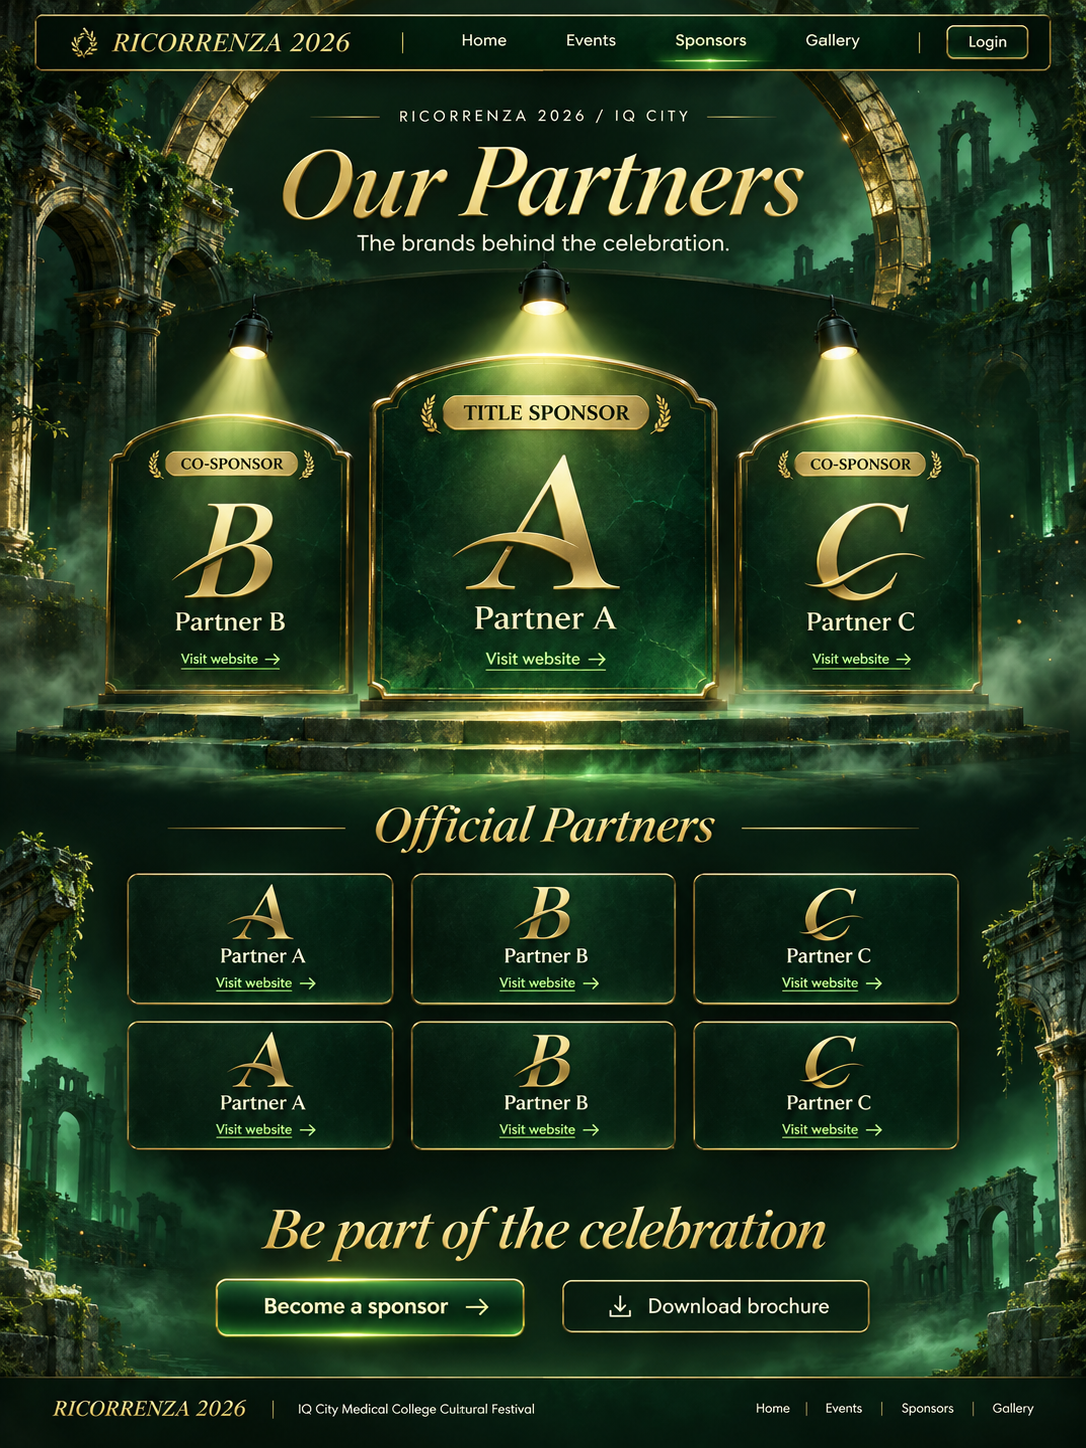 RICORRENZA 2026
Home
Events
Sponsors
Gallery
Login
RICORRENZA 2026 / IQ CITY
Our Partners
The brands behind the celebration.
CO-SPONSOR
B
Partner B
Visit website →
TITLE SPONSOR
A
Partner A
Visit website →
CO-SPONSOR
C
Partner C
Visit website →
Official Partners
A
Partner A
Visit website →
B
Partner B
Visit website →
C
Partner C
Visit website →
A
Partner A
Visit website →
B
Partner B
Visit website →
C
Partner C
Visit website →
Be part of the celebration
Become a sponsor →
Download brochure
RICORRENZA 2026
IQ City Medical College Cultural Festival
Home | Events | Sponsors | Gallery